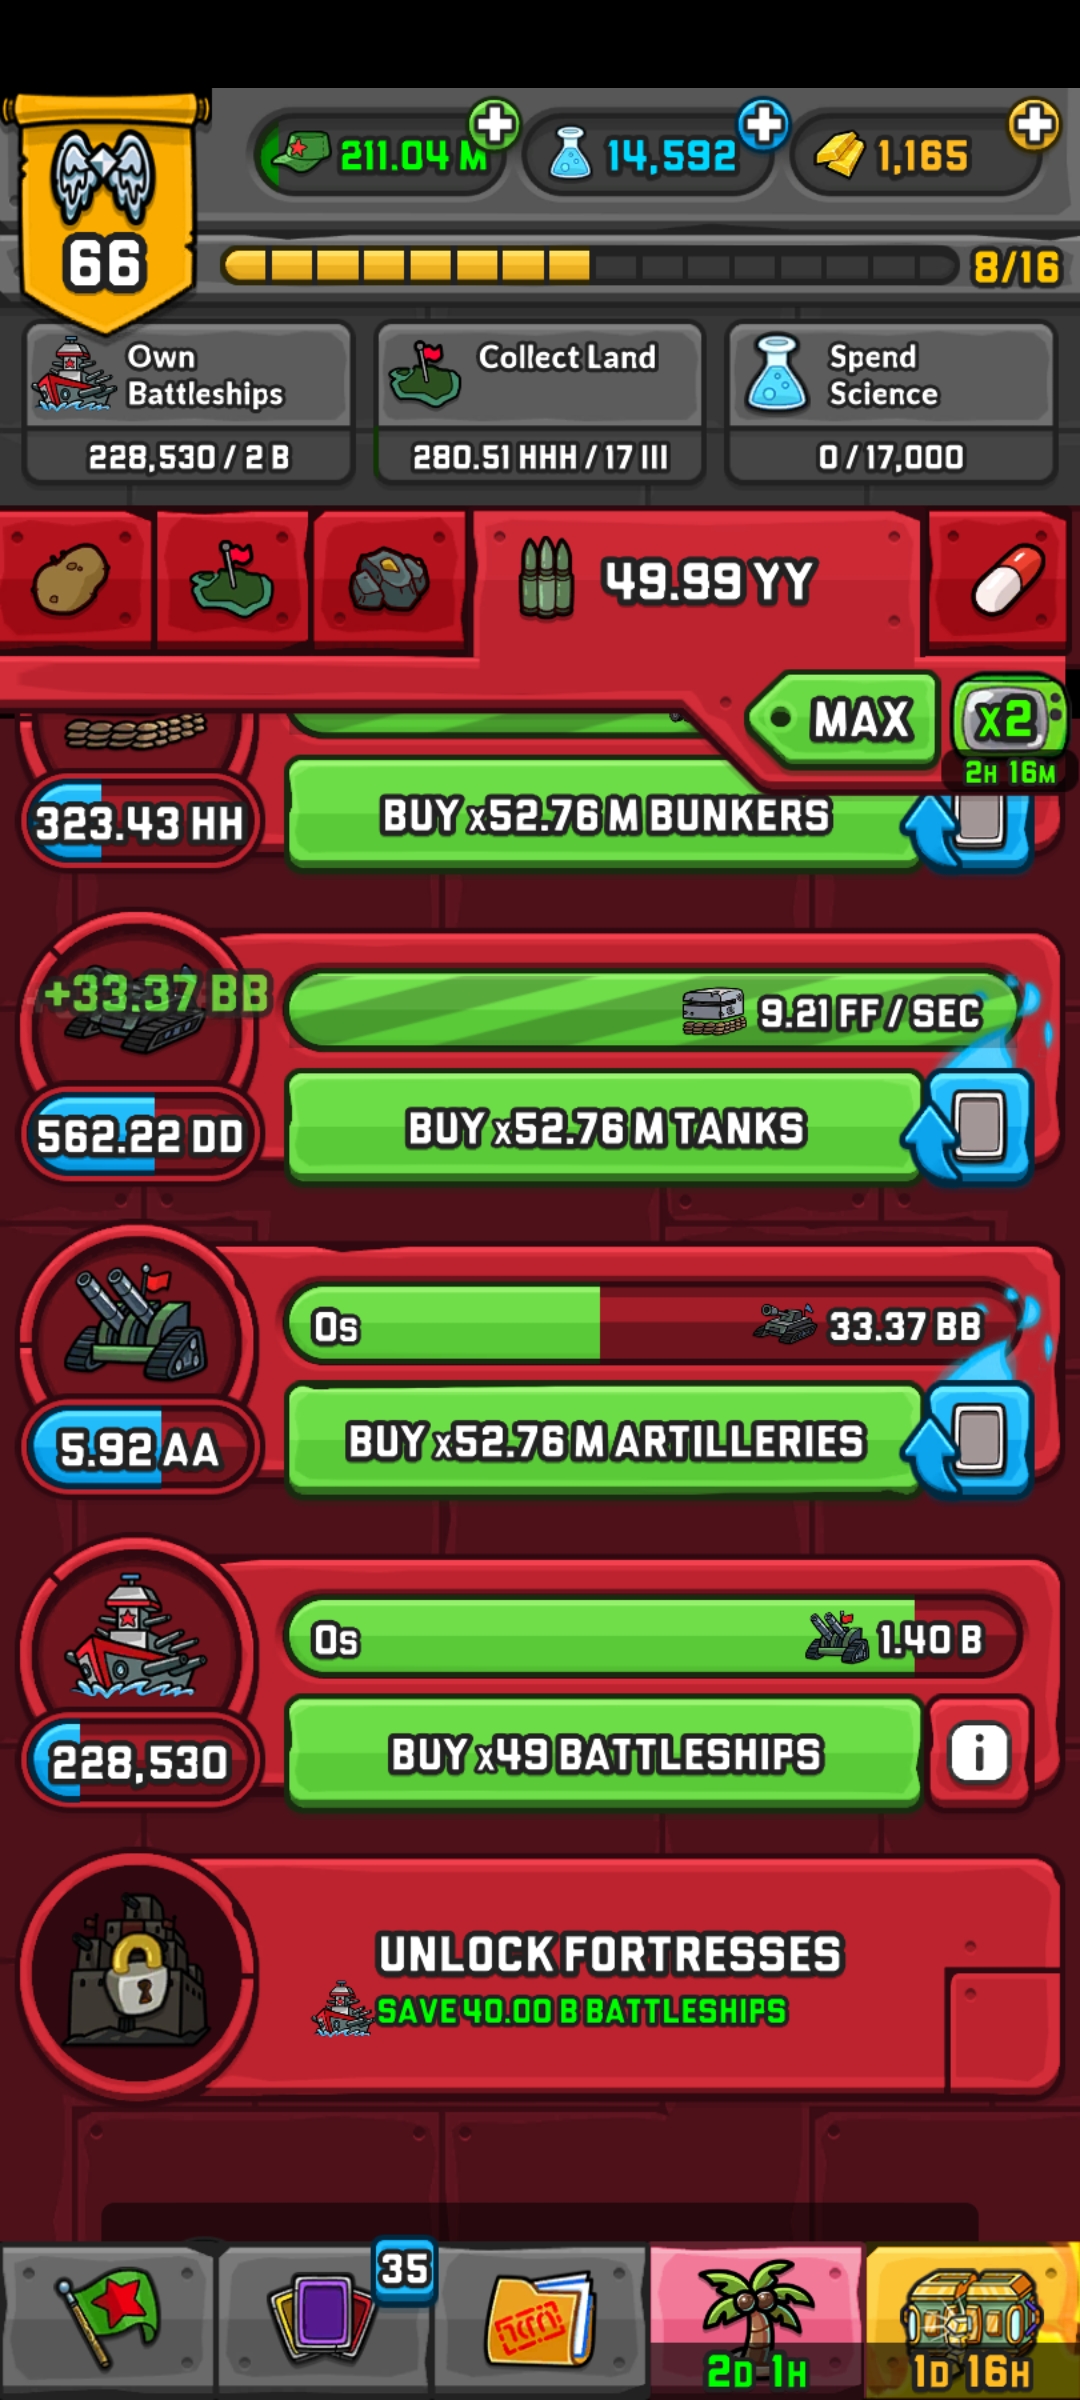 211.04 M
14,592
1,165
66
8/16
Own
Battleships
228,530 / 2 B
Collect Land
280.51 HHH / 17 III
Spend
Science
0 / 17,000
49.99 YY
MAX
x2
2H 16M
323.43 HH
BUY x52.76 M BUNKERS
+33.37 BB
9.21 FF / SEC
562.22 DD
BUY x52.76 M TANKS
0s
33.37 BB
5.92 AA
BUY x52.76 M ARTILLERIES
0s
1.40 B
228,530
BUY x49 BATTLESHIPS
i
UNLOCK FORTRESSES
SAVE 40.00 B BATTLESHIPS
35
2D 1H
1D 16H